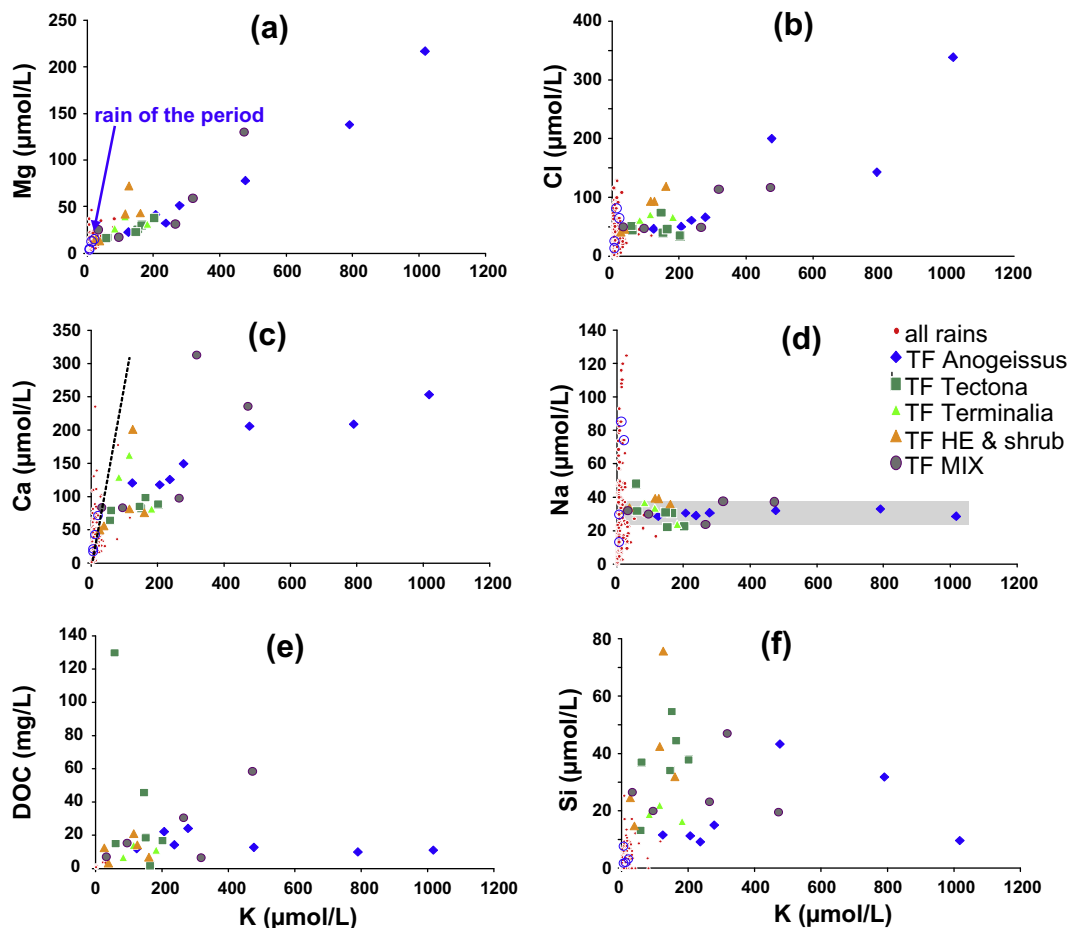 (a)
Mg (µmol/L)
250
200
150
100
50
0
0 200 400 600 800 1000 1200
rain of the period
(b)
Cl (µmol/L)
400
350
300
250
200
150
100
50
0
0 200 400 600 800 1000 1200
(c)
Ca (µmol/L)
350
300
250
200
150
100
50
0
0 200 400 600 800 1000 1200
(d)
Na (µmol/L)
140
120
100
80
60
40
20
0
0 200 400 600 800 1000 1200
all rains
TF Anogeissus
TF Tectona
TF Terminalia
TF HE & shrub
TF MIX
(e)
DOC (mg/L)
140
120
100
80
60
40
20
0
0 200 400 600 800 1000 1200
K (µmol/L)
(f)
Si (µmol/L)
80
60
40
20
0
0 200 400 600 800 1000 1200
K (µmol/L)